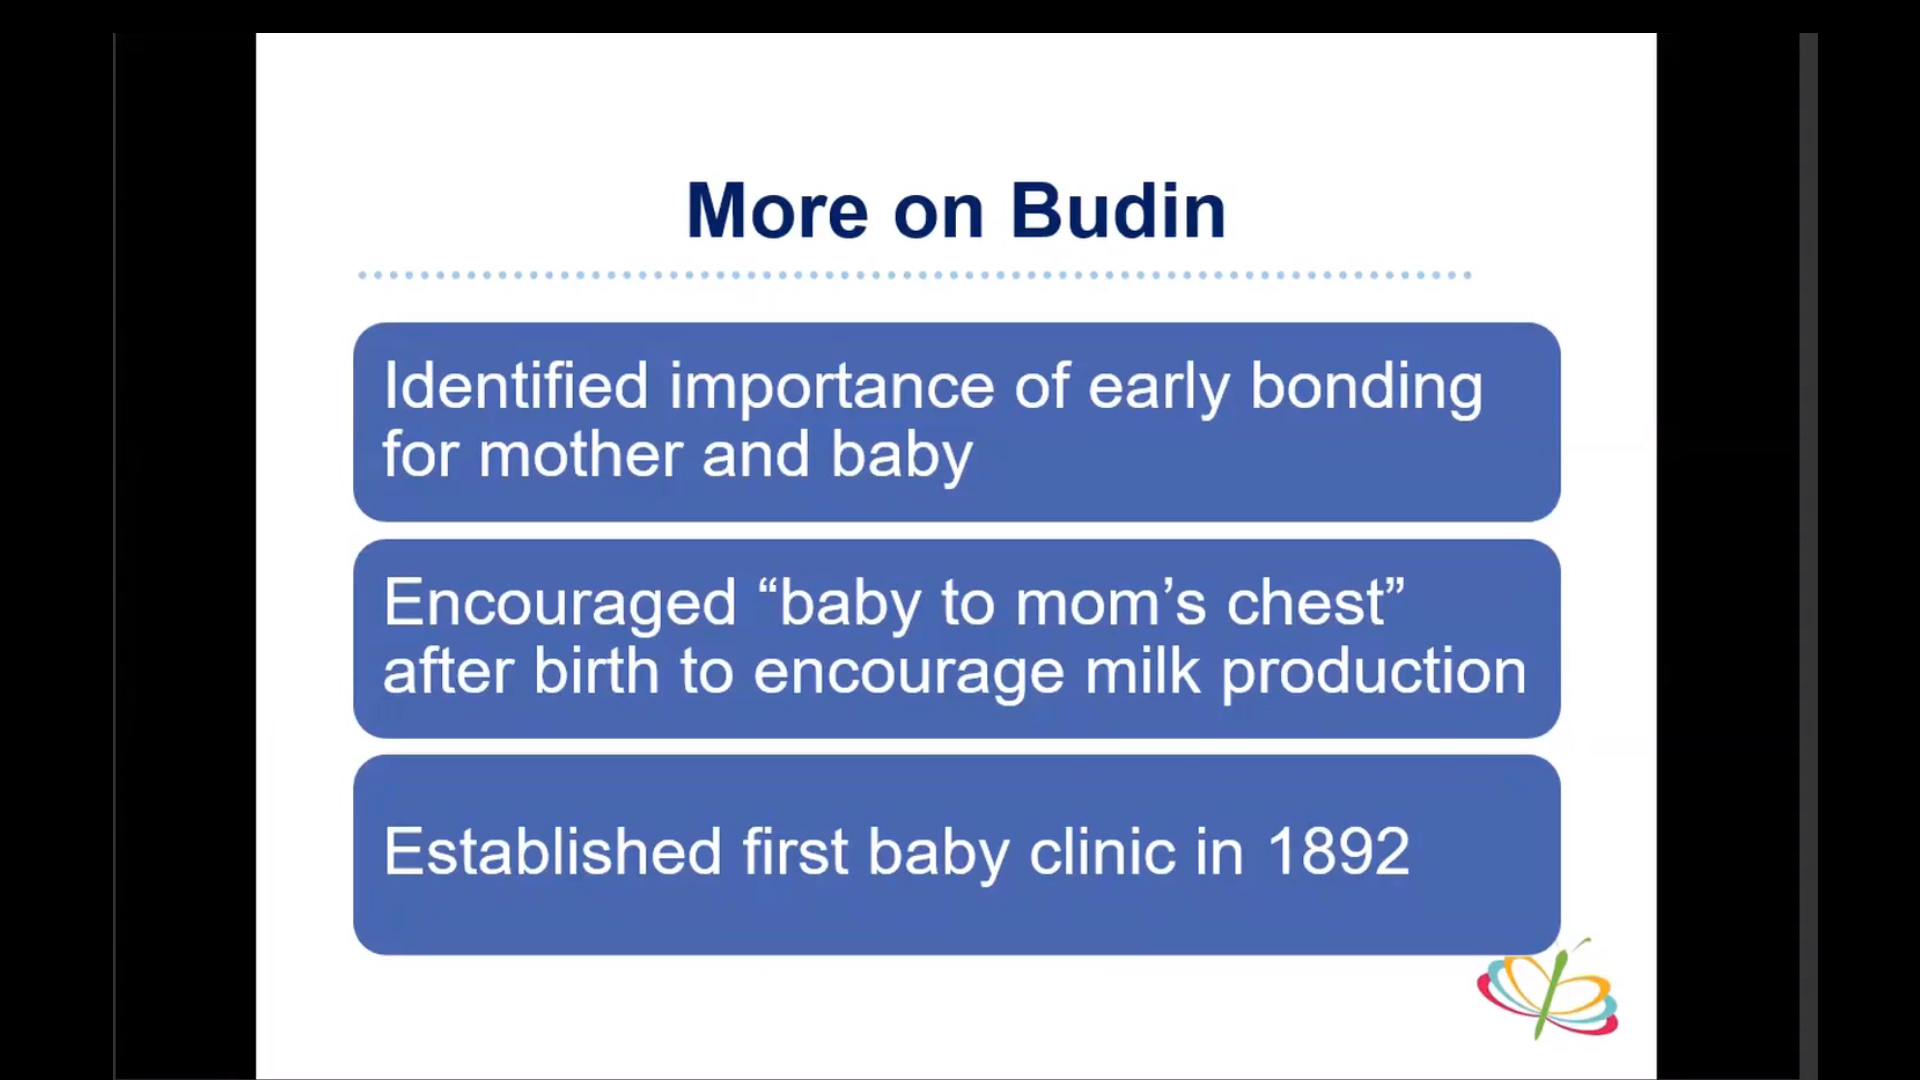 More on Budin
Identified importance of early bonding
for mother and baby
Encouraged “baby to mom’s chest”
after birth to encourage milk production
Established first baby clinic in 1892